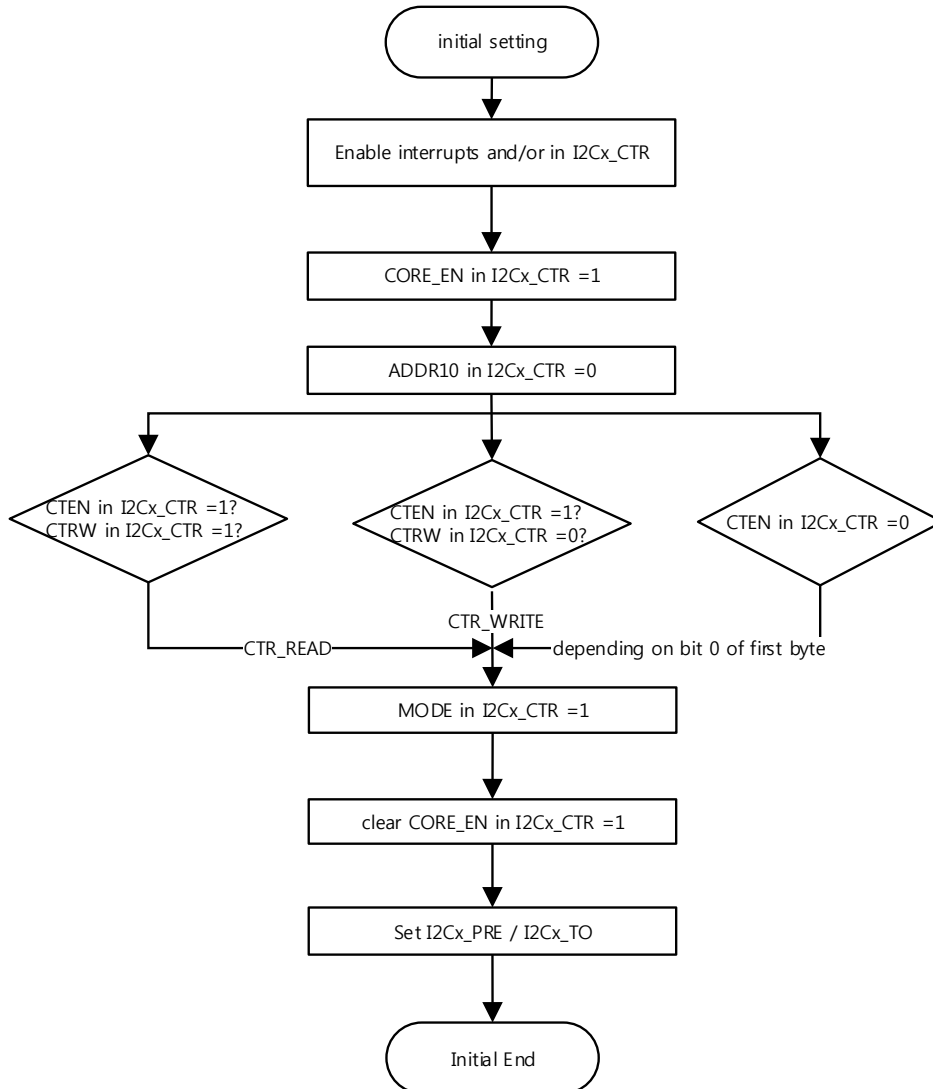 initial setting
Enable interrupts and/or in I2Cx_CTR
CORE_EN in I2Cx_CTR =1
ADDR10 in I2Cx_CTR =0
CTEN in I2Cx_CTR =1?
CTRW in I2Cx_CTR =1?
CTEN in I2Cx_CTR =1?
CTRW in I2Cx_CTR =0?
CTEN in I2Cx_CTR =0
CTR_WRITE
CTR_READ
depending on bit 0 of first byte
MODE in I2Cx_CTR =1
clear CORE_EN in I2Cx_CTR =1
Set I2Cx_PRE / I2Cx_TO
Initial End